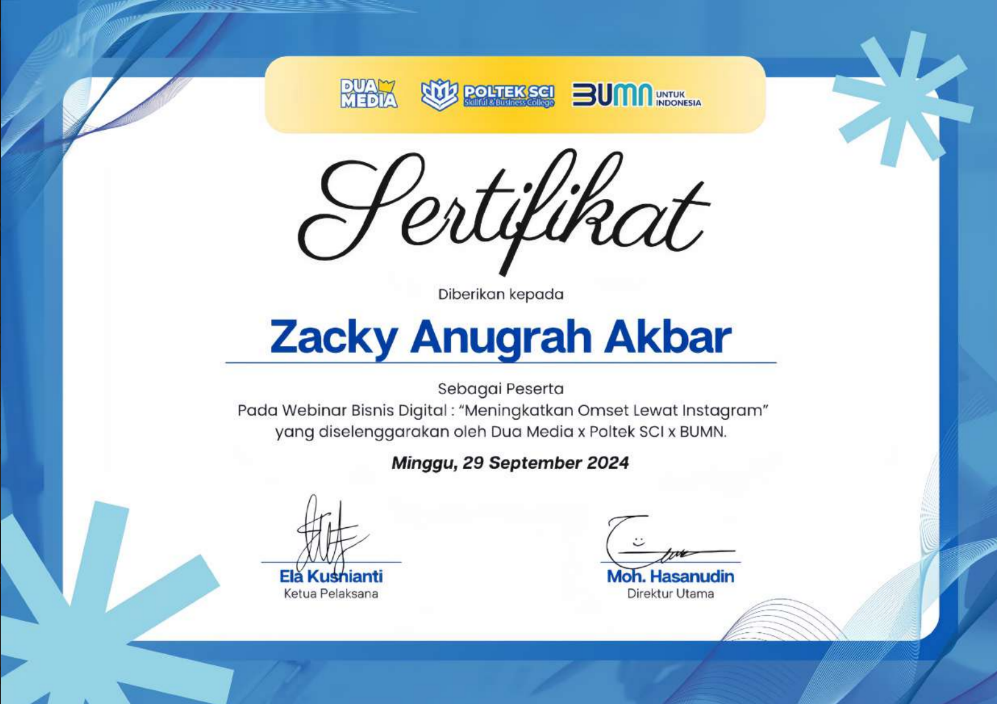 DUA MEDIA
POLTEK SCI
Skillful & Business College
BUMN UNTUK INDONESIA
Sertifikat
Diberikan kepada
Zacky Anugrah Akbar
Sebagai Peserta
Pada Webinar Bisnis Digital : “Meningkatkan Omset Lewat Instagram”
yang diselenggarakan oleh Dua Media x Poltek SCI x BUMN.
Minggu, 29 September 2024
Ela Kusnianti
Ketua Pelaksana
Moh. Hasanudin
Direktur Utama